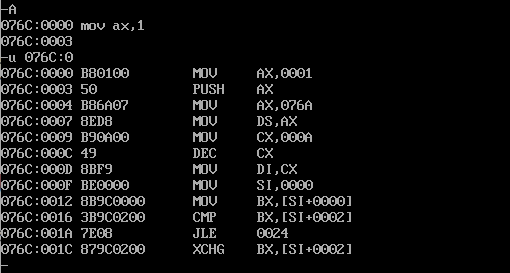 -A
076C:0000 mov ax,1
076C:0003
-u 076C:0
076C:0000 B80100 MOV AX,0001
076C:0003 50 PUSH AX
076C:0004 B86A07 MOV AX,076A
076C:0007 8ED8 MOV DS,AX
076C:0009 B90A00 MOV CX,000A
076C:000C 49 DEC CX
076C:000D 8BF9 MOV DI,CX
076C:000F BE0000 MOV SI,0000
076C:0012 8B9C0000 MOV BX,[SI+0000]
076C:0016 3B9C0200 CMP BX,[SI+0002]
076C:001A 7E08 JLE 0024
076C:001C 879C0200 XCHG BX,[SI+0002]
-